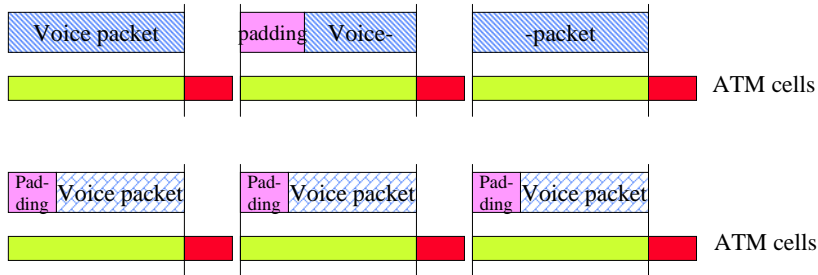 Voice packet
padding
Voice-
-packet
ATM cells
Pad-
ding
Voice packet
Pad-
ding
Voice packet
Pad-
ding
Voice packet
ATM cells